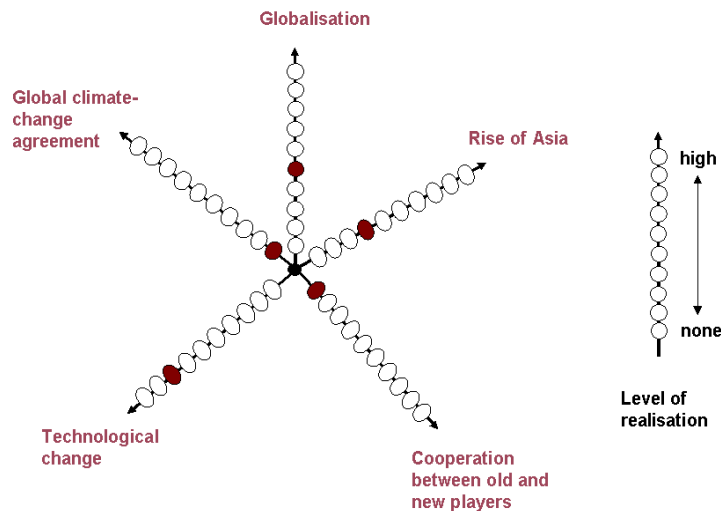 Globalisation
Global climate-
change
agreement
Rise of Asia
high
none
Level of
realisation
Technological
change
Cooperation
between old and
new players